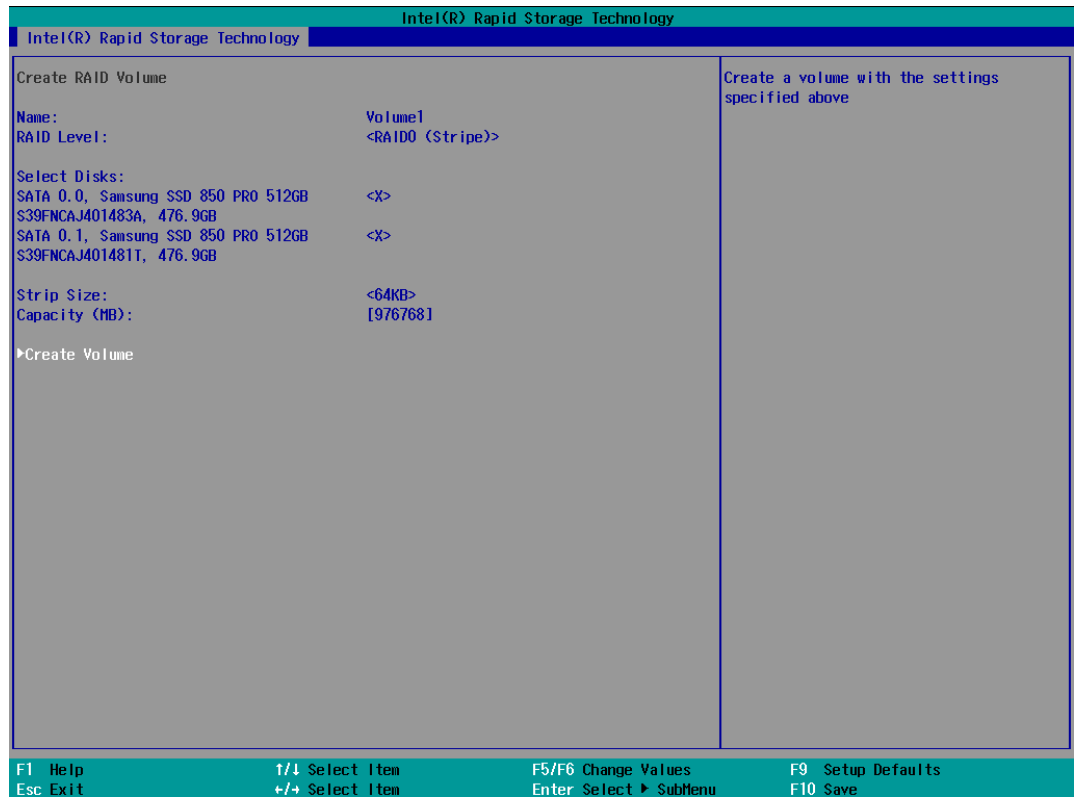 Intel(R) Rapid Storage Technology
Intel(R) Rapid Storage Technology
Create RAID Volume
Name: Volume1
RAID Level: <RAID0 (Stripe)>
Select Disks:
SATA 0.0, Samsung SSD 850 PRO 512GB <X>
S39FNCAJ401483A, 476.9GB
SATA 0.1, Samsung SSD 850 PRO 512GB <X>
S39FNCAJ401481T, 476.9GB
Strip Size: <64KB>
Capacity (MB): [976768]
▶Create Volume
Create a volume with the settings
specified above
F1 Help ↑/↓ Select Item F5/F6 Change Values F9 Setup Defaults
Esc Exit ←/→ Select Item Enter Select ▶ SubMenu F10 Save